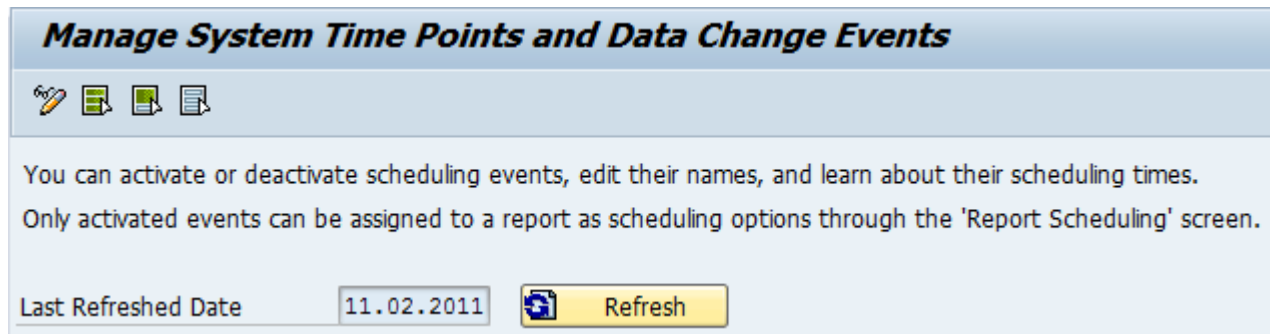 Manage System Time Points and Data Change Events
You can activate or deactivate scheduling events, edit their names, and learn about their scheduling times.
Only activated events can be assigned to a report as scheduling options through the 'Report Scheduling' screen.
Last Refreshed Date 11.02.2011 Refresh